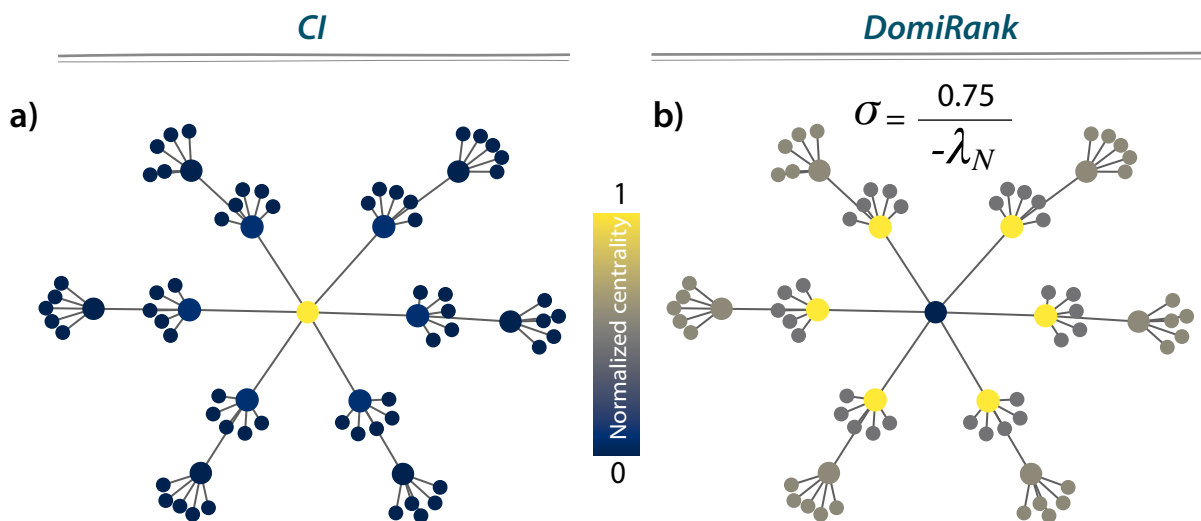 CI
DomiRank
a)
b)
σ = 0.75 / -λN
1
Normalized centrality
0